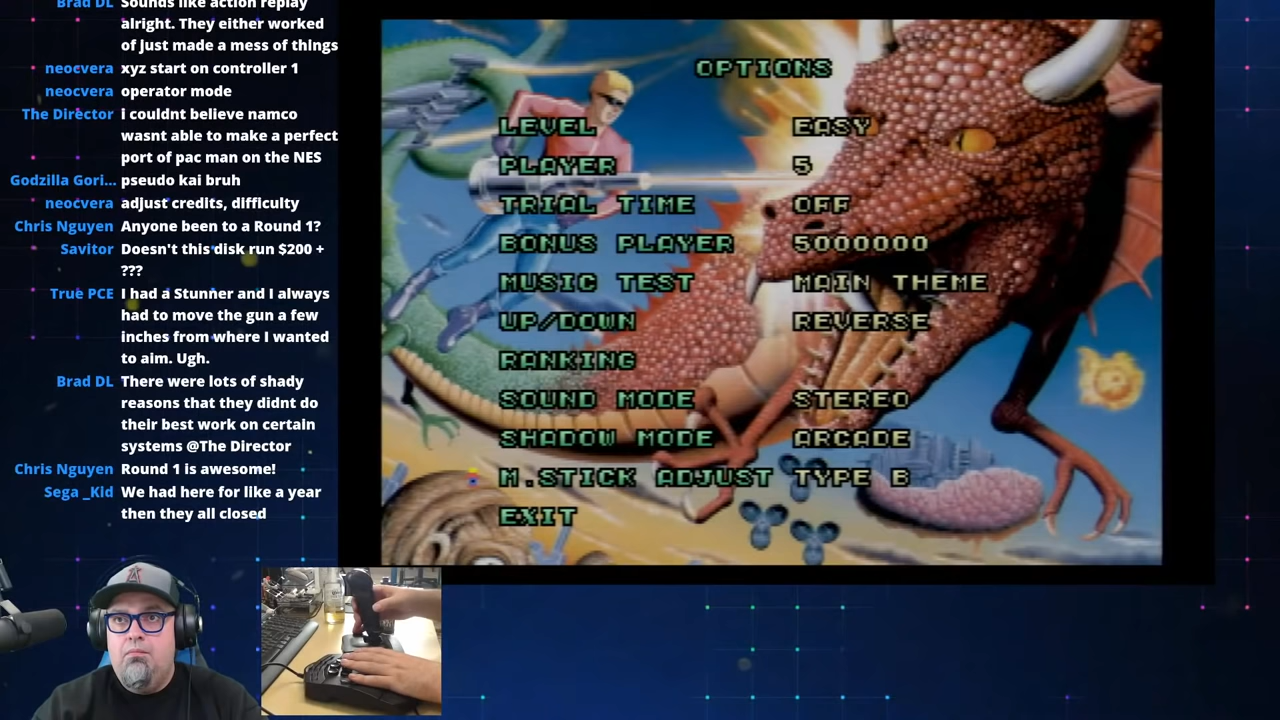 Brad DL Sounds like action replay
alright. They either worked
of Just made a mess of things
neocvera xyz start on controller 1
neocvera operator mode
The Director i couldnt believe namco
wasnt able to make a perfect
port of pac man on the NES
Godzilla Gori... pseudo kai bruh
neocvera adjust credits, difficulty
Chris Nguyen Anyone been to a Round 1?
Savitor Doesn't this disk run $200 +
???
True PCE I had a Stunner and I always
had to move the gun a few
inches from where I wanted
to aim. Ugh.
Brad DL There were lots of shady
reasons that they didnt do
their best work on certain
systems @The Director
Chris Nguyen Round 1 is awesome!
Sega _Kid We had here for like a year
then they all closed
OPTIONS
LEVEL EASY
PLAYER 5
TRIAL TIME OFF
BONUS PLAYER 5000000
MUSIC TEST MAIN THEME
UP/DOWN REVERSE
RANKING
SOUND MODE STEREO
SHADOW MODE ARCADE
M.STICK ADJUST TYPE B
EXIT